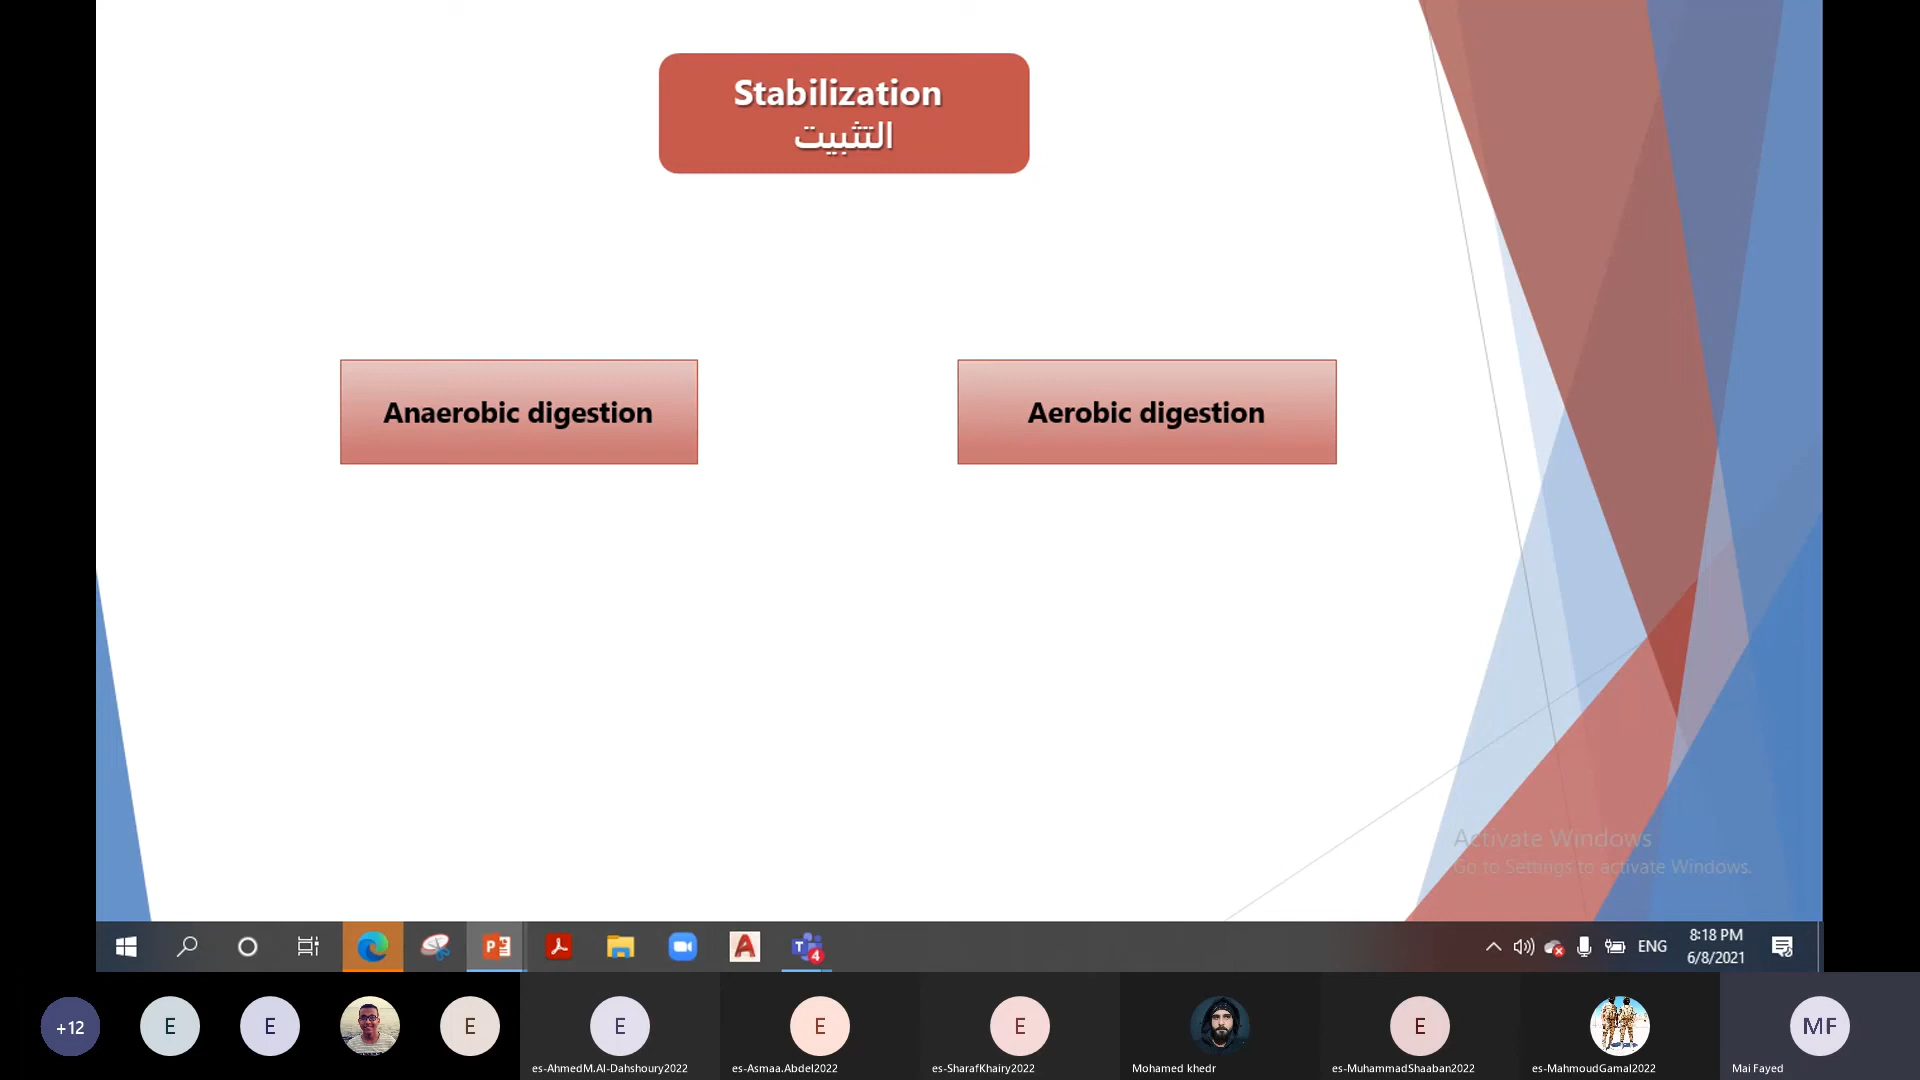 Stabilization
التثبيت
Anaerobic digestion
Aerobic digestion
Activate Windows
Go to Settings to activate Windows.
ENG
8:18 PM
6/8/2021
4
+12
E
E
E
E
E
E
E
MF
es-AhmedM.Al-Dahshoury2022
es-Asmaa.Abdel2022
es-SharafKhairy2022
Mohamed khedr
es-MuhammadShaaban2022
es-MahmoudGamal2022
Mai Fayed